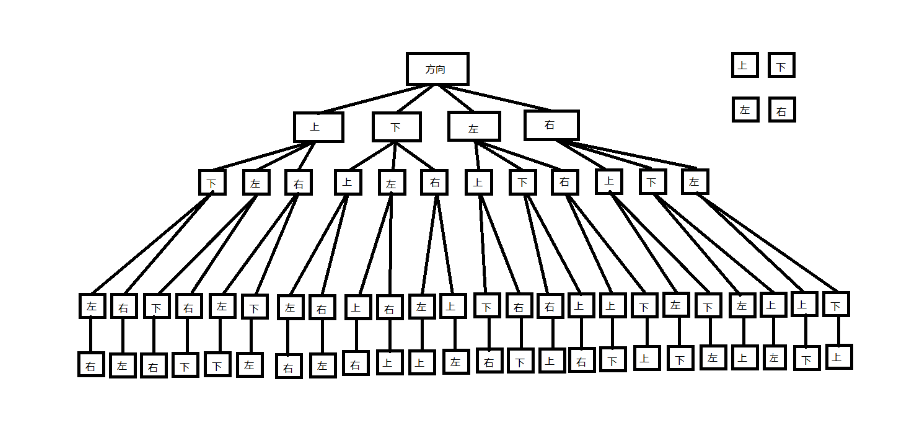 方向
上 下
左 右
上 下 左 右
下 左 右 上 左 右 上 下 右 上 下 左
左 右 下 右 左 下 左 右 上 右 左 上 下 右 右 上 上 下 左 下 左 上 上 下
右 左 右 下 下 左 右 左 右 上 上 左 右 下 上 右 下 上 下 左 上 左 下 上